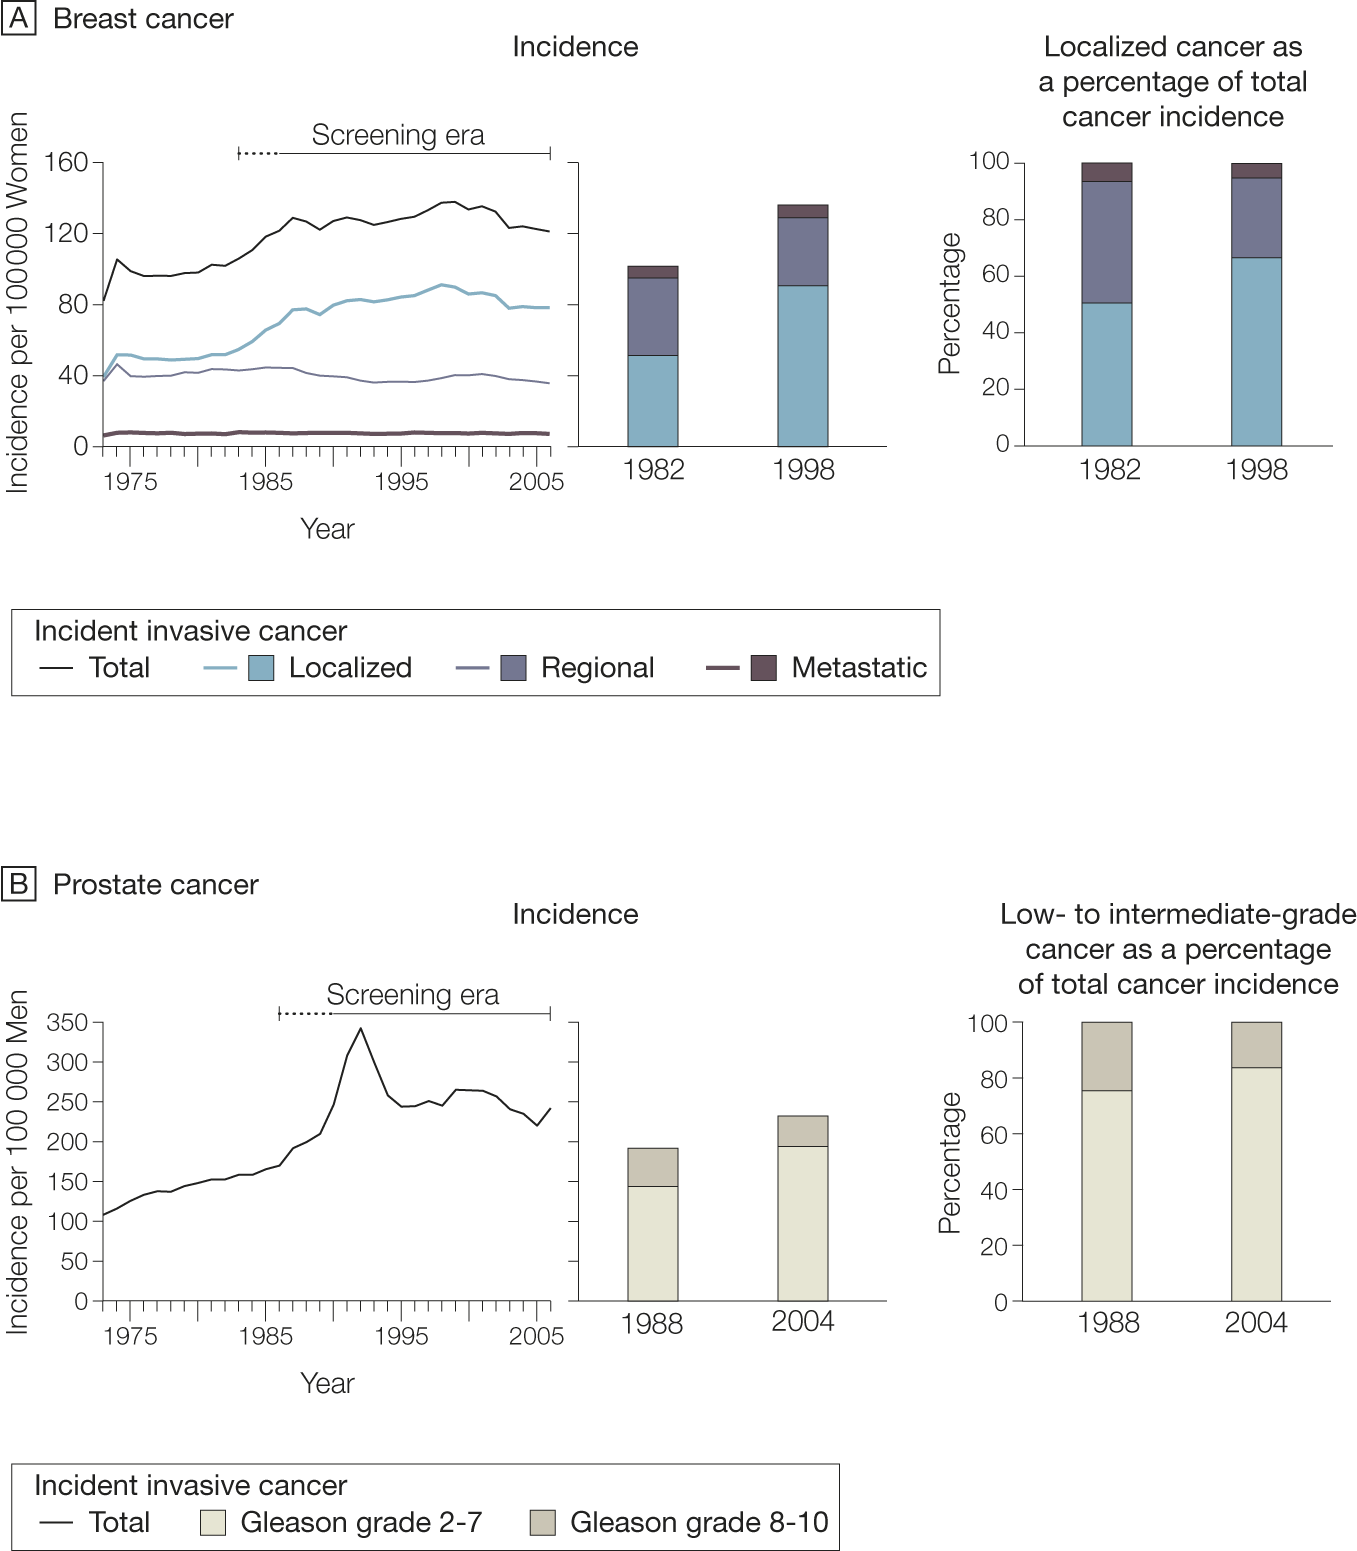 A Breast cancer
Incidence
Localized cancer as
a percentage of total
cancer incidence
Incidence per 100000 Women
Screening era
160
120
80
40
0
1975
1985
1995
2005
Year
1982
1998
Percentage
100
80
60
40
20
0
1982
1998
Incident invasive cancer
Total
Localized
Regional
Metastatic
B Prostate cancer
Incidence
Low- to intermediate-grade
cancer as a percentage
of total cancer incidence
Incidence per 100 000 Men
Screening era
350
300
250
200
150
100
50
0
1975
1985
1995
2005
Year
1988
2004
Percentage
100
80
60
40
20
0
1988
2004
Incident invasive cancer
Total
Gleason grade 2-7
Gleason grade 8-10